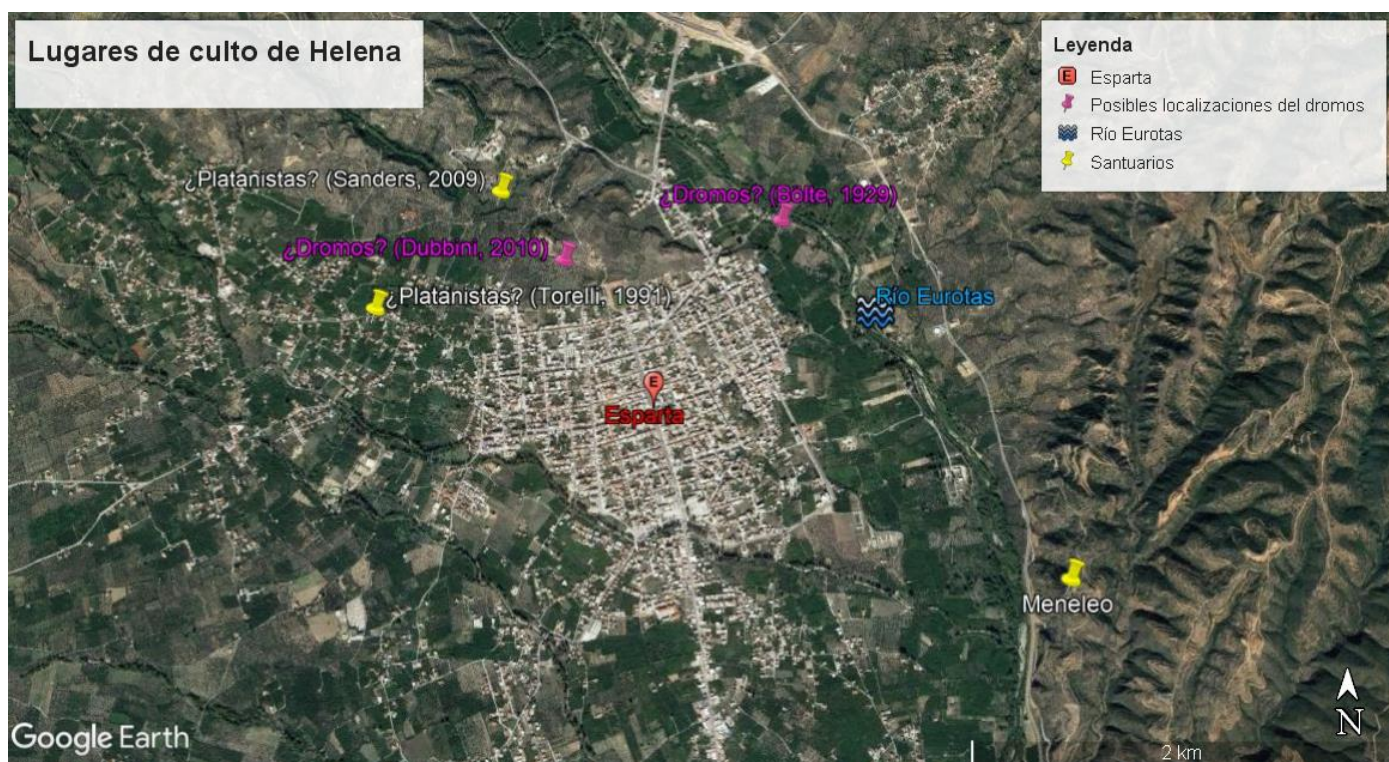 Lugares de culto de Helena
Leyenda
E Esparta
Posibles localizaciones del dromos
Río Eurotas
Santuarios
¿Platanistas? (Sanders, 2009)
¿Dromos? (Bölte, 1929)
¿Dromos? (Dubbini, 2010)
¿Platanistas? (Torelli, 1991)
Río Eurotas
E
Esparta
Meneleo
N
Google Earth
2 km